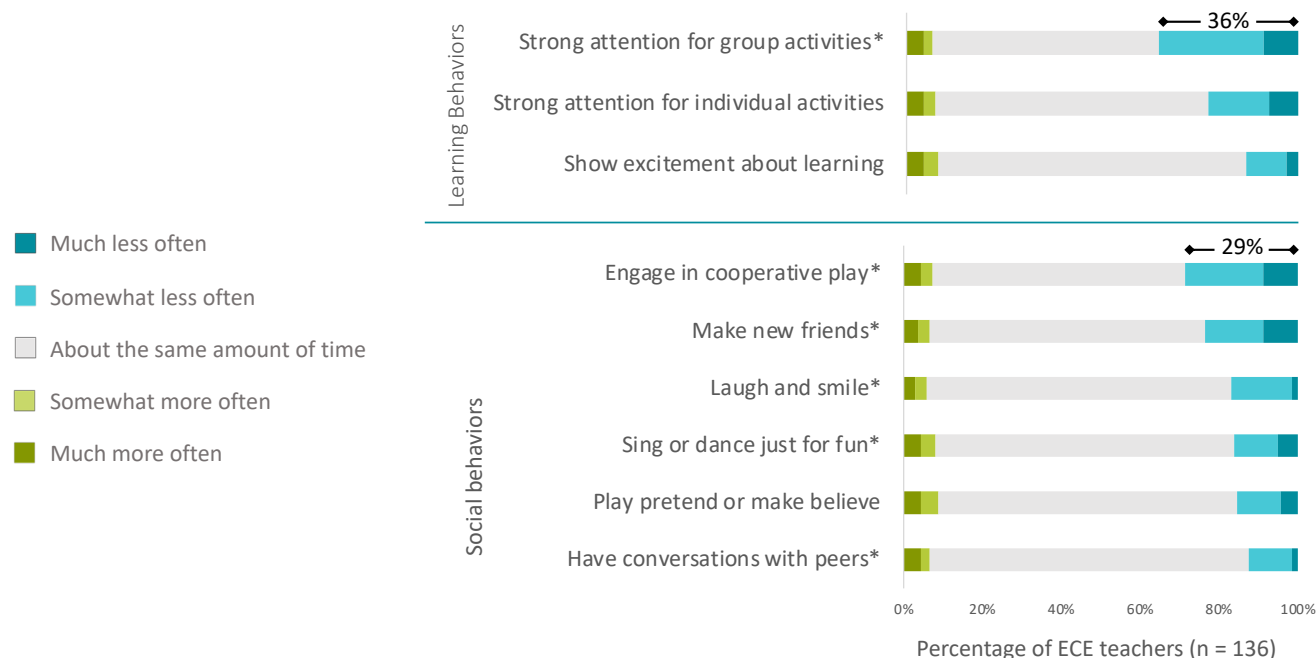 Learning Behaviors
36%
Strong attention for group activities*
Strong attention for individual activities
Show excitement about learning
Much less often
Somewhat less often
About the same amount of time
Somewhat more often
Much more often
Social behaviors
29%
Engage in cooperative play*
Make new friends*
Laugh and smile*
Sing or dance just for fun*
Play pretend or make believe
Have conversations with peers*
0% 20% 40% 60% 80% 100%
Percentage of ECE teachers (n = 136)